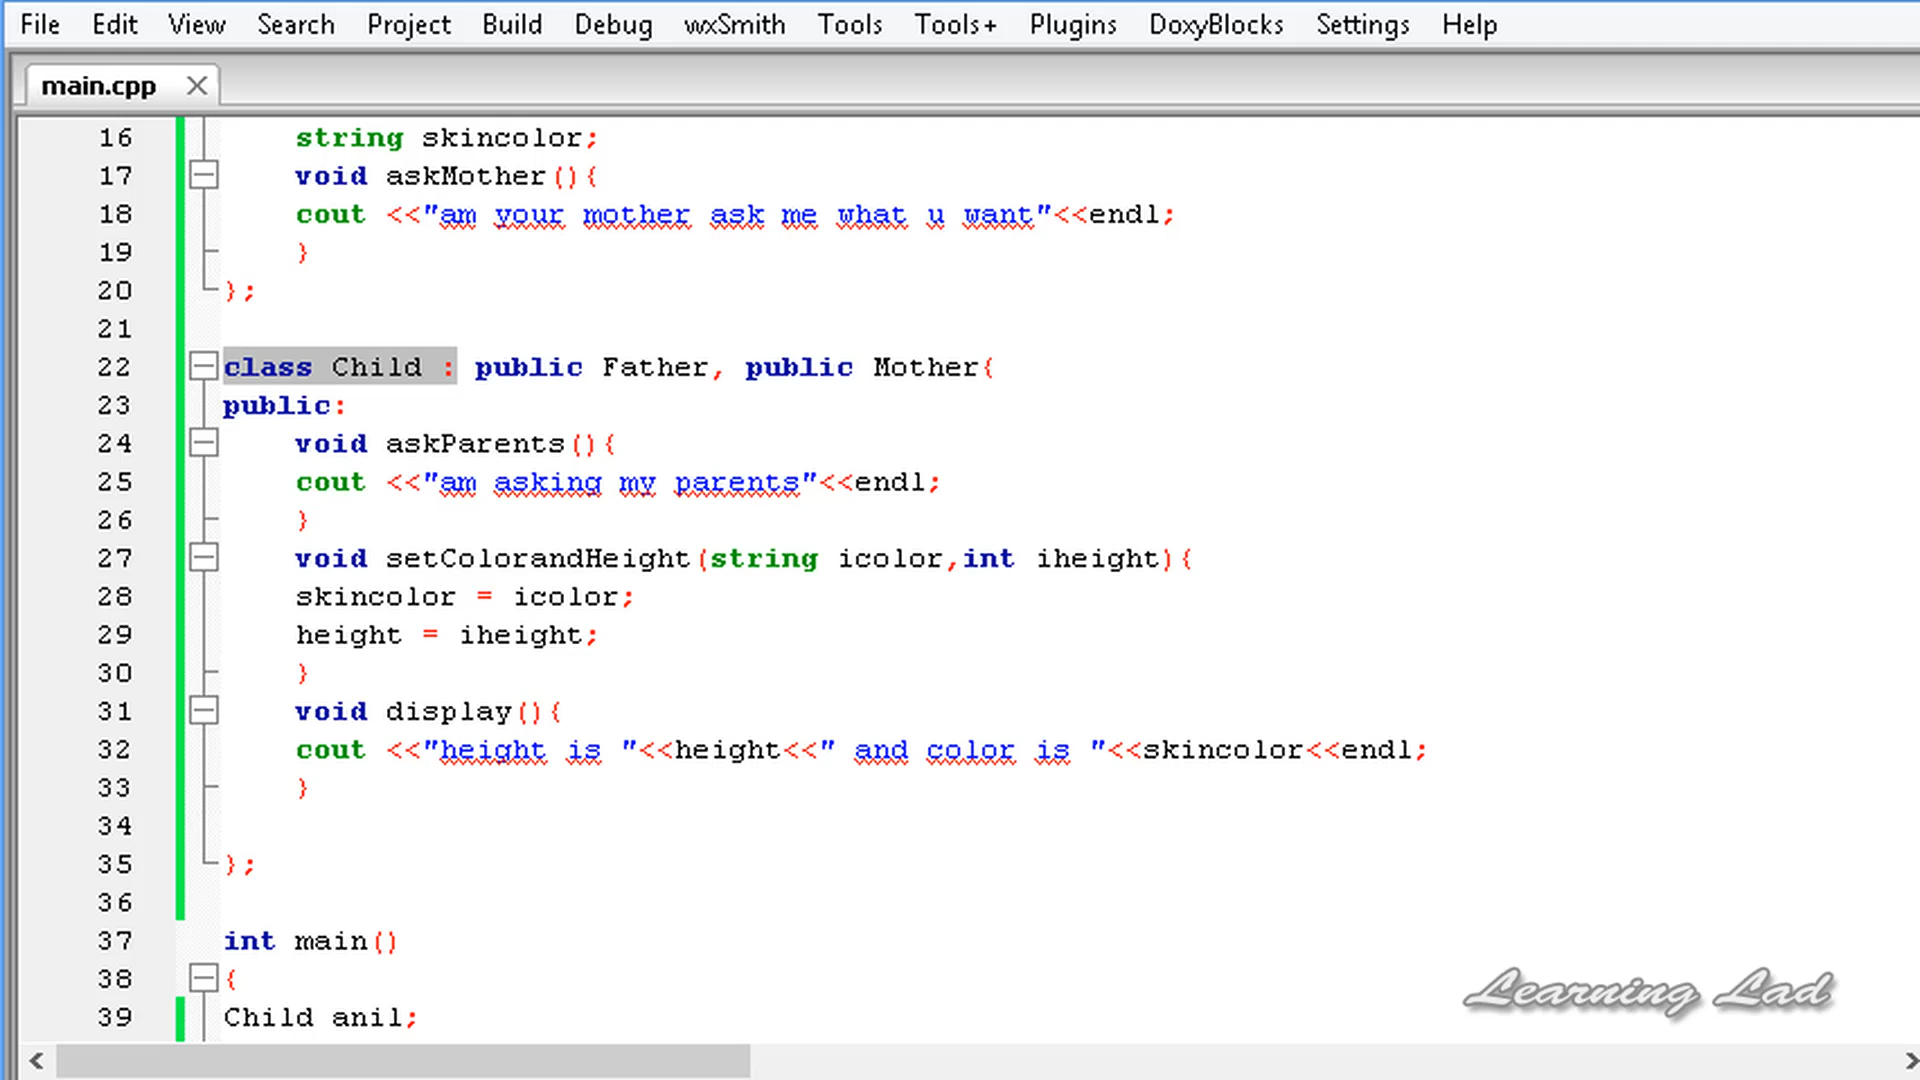 File Edit View Search Project Build Debug wxSmith Tools Tools+ Plugins DoxyBlocks Settings Help
main.cpp
16 string skincolor;
17 void askMother(){
18 cout <<"am your mother ask me what u want"<<endl;
19 }
20 };
21
22 class Child : public Father, public Mother{
23 public:
24 void askParents(){
25 cout <<"am asking my parents"<<endl;
26 }
27 void setColorandHeight(string icolor,int iheight){
28 skincolor = icolor;
29 height = iheight;
30 }
31 void display(){
32 cout <<"height is "<<height<<" and color is "<<skincolor<<endl;
33 }
34
35 };
36
37 int main()
38 {
39 Child anil;
Learning Lad